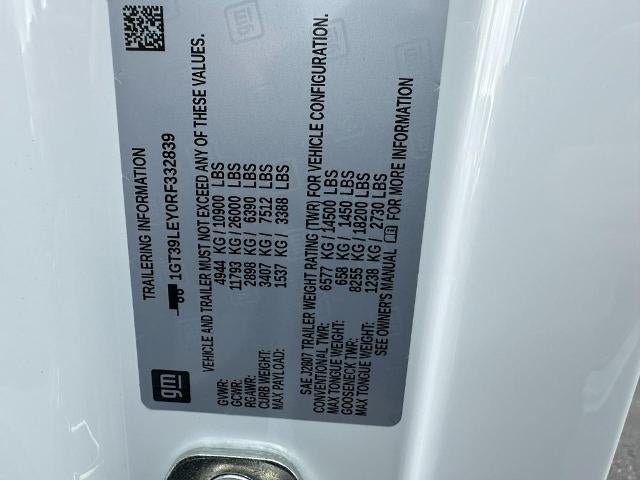 TRAILERING INFORMATION
1GT39LEY0RF332839
VEHICLE AND TRAILER MUST NOT EXCEED ANY OF THESE VALUES.
GVWR: 4944 KG / 10900 LBS
GCWR: 11793 KG / 26000 LBS
RGAWR: 2898 KG / 6390 LBS
CURB WEIGHT: 3407 KG / 7512 LBS
MAX PAYLOAD: 1537 KG / 3388 LBS
SAE J2807 TRAILER WEIGHT RATING (TWR) FOR VEHICLE CONFIGURATION.
CONVENTIONAL TWR: 6577 KG / 14500 LBS
MAX TONGUE WEIGHT: 658 KG / 1450 LBS
GOOSENECK TWR: 8255 KG / 18200 LBS
MAX TONGUE WEIGHT: 1238 KG / 2730 LBS
SEE OWNER'S MANUAL FOR MORE INFORMATION
gm